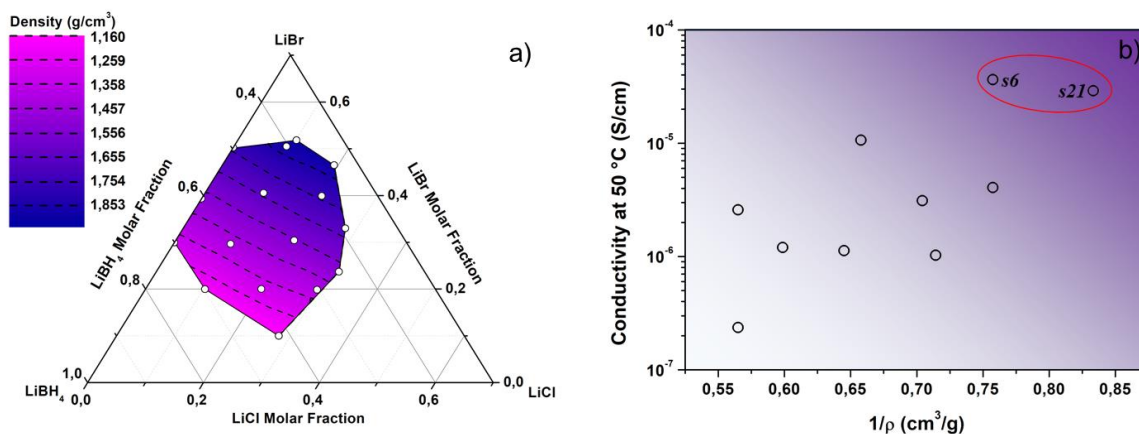 Density (g/cm³)
1,160
1,259
1,358
1,457
1,556
1,655
1,754
1,853
a)
LiBr
0,4
0,6
0,6
0,4
0,8
0,2
1,0
0,0
LiBH₄ Molar Fraction
LiBr Molar Fraction
LiBH₄
LiCl
0,0
0,2
0,4
0,6
LiCl Molar Fraction
b)
Conductivity at 50 °C (S/cm)
10⁻⁴
10⁻⁵
10⁻⁶
10⁻⁷
s6
s21
0,55
0,60
0,65
0,70
0,75
0,80
0,85
1/ρ (cm³/g)